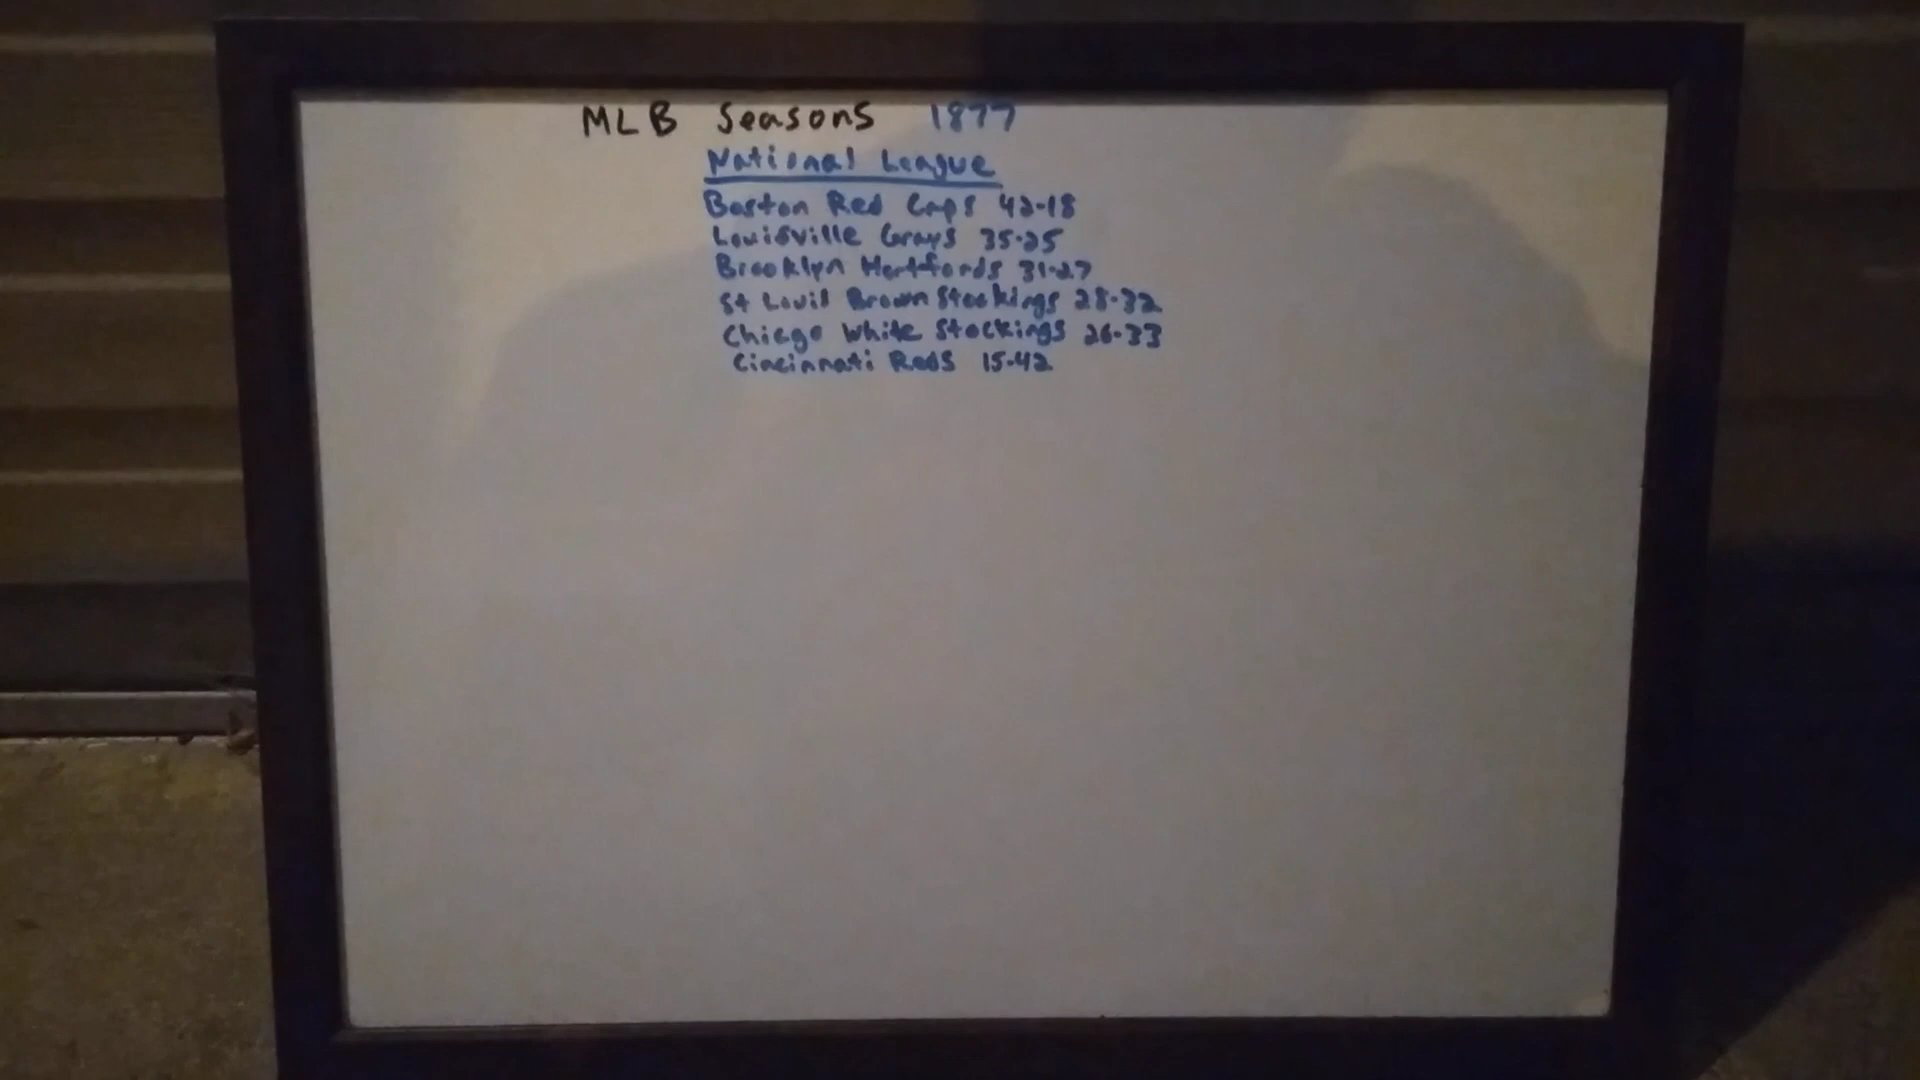 MLB Seasons 1877
National League
Boston Red Caps 42-18
Louisville Grays 35-25
Brooklyn Hartfords 31-27
St Louis Brown Stockings 28-32
Chicgo White Stockings 26-33
Cincinnati Reds 15-42